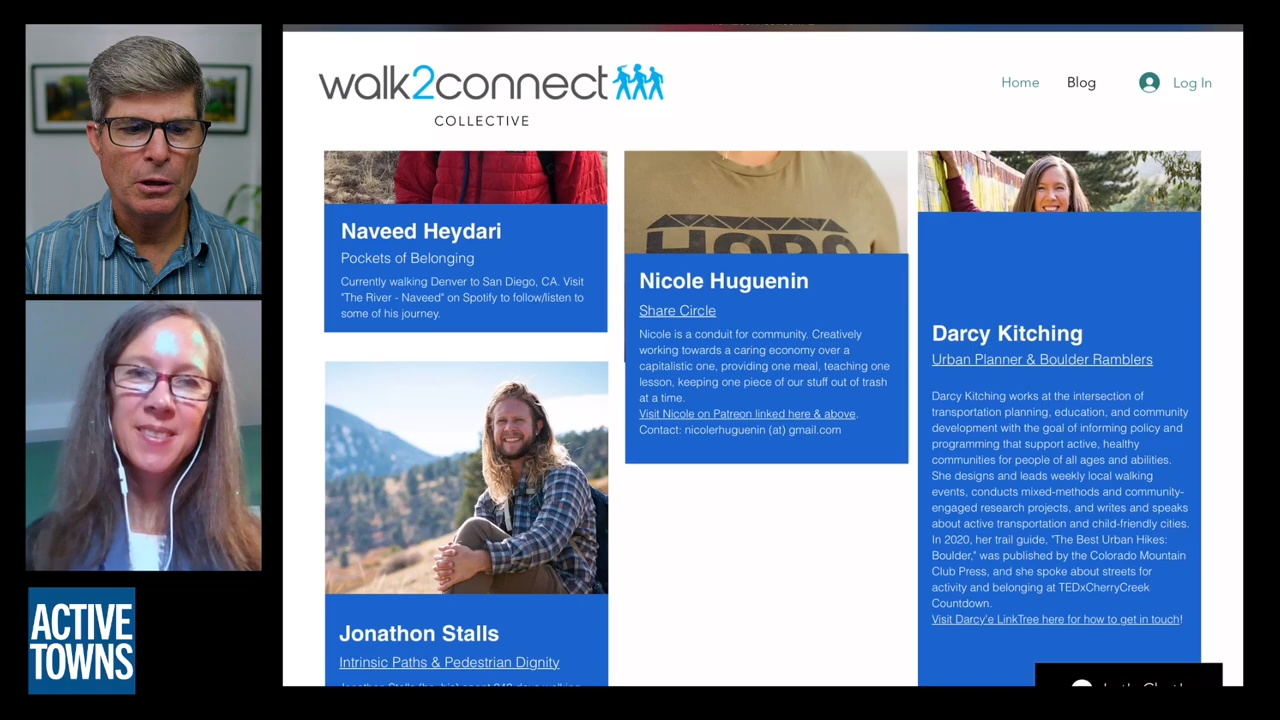 walk2connect
COLLECTIVE
Home
Blog
Log In
Naveed Heydari
Pockets of Belonging
Currently walking Denver to San Diego, CA. Visit
"The River - Naveed" on Spotify to follow/listen to
some of his journey.
Jonathon Stalls
Intrinsic Paths & Pedestrian Dignity
Nicole Huguenin
Share Circle
Nicole is a conduit for community. Creatively
working towards a caring economy over a
capitalistic one, providing one meal, teaching one
lesson, keeping one piece of our stuff out of trash
at a time.
Visit Nicole on Patreon linked here & above.
Contact: nicolerhuguenin (at) gmail.com
Darcy Kitching
Urban Planner & Boulder Ramblers
Darcy Kitching works at the intersection of
transportation planning, education, and community
development with the goal of informing policy and
programming that support active, healthy
communities for people of all ages and abilities.
She designs and leads weekly local walking
events, conducts mixed-methods and community-
engaged research projects, and writes and speaks
about active transportation and child-friendly cities.
In 2020, her trail guide, "The Best Urban Hikes:
Boulder," was published by the Colorado Mountain
Club Press, and she spoke about streets for
activity and belonging at TEDxCherryCreek
Countdown.
Visit Darcy'e LinkTree here for how to get in touch!
ACTIVE
TOWNS